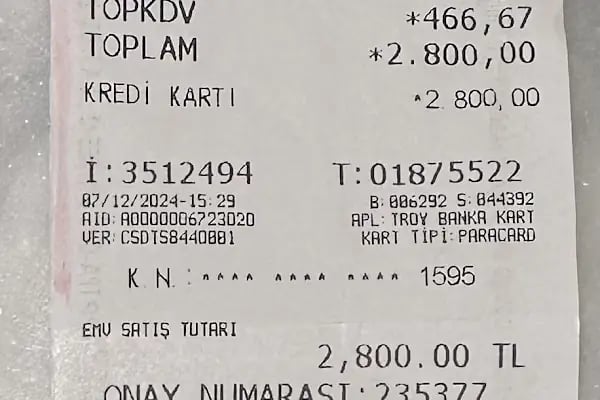 TOPKDV *466,67
TOPLAM *2.800,00
KREDİ KARTI *2.800,00
İ:3512494 T:01875522
07/12/2024-15:29 B:006292 S:044392
AID:A0000006723020 APL:TROY BANKA KART
VER:CSDTS8440001 KART TİPİ:PARACARD
K.N.:**** **** **** 1595
EMV SATIŞ TUTARI
2,800.00 TL
ONAY NUMARASI:235377